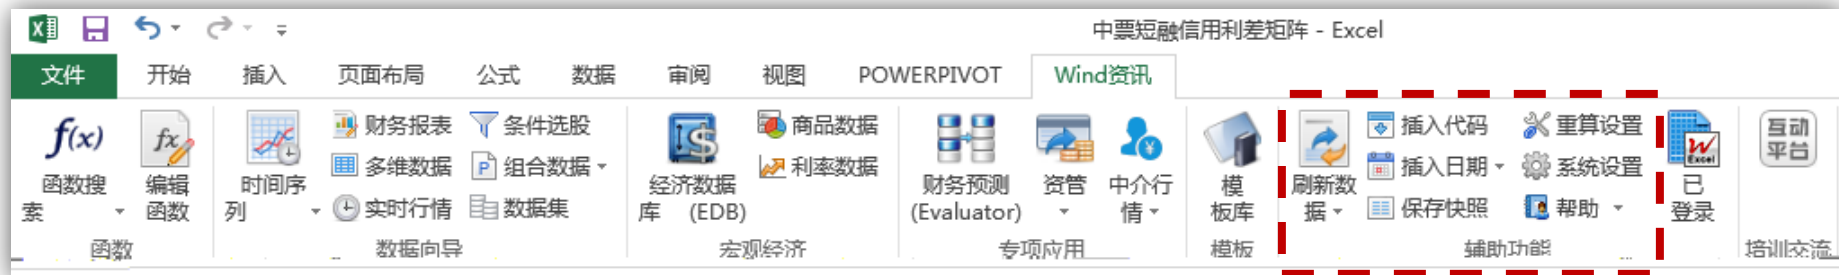 中票短融信用利差矩阵 - Excel
文件 开始 插入 页面布局 公式 数据 审阅 视图 POWERPIVOT Wind资讯
f(x) 函数搜索
fx 编辑函数
函数
时间序列
财务报表 条件选股
多维数据 组合数据
实时行情 数据集
数据向导
经济数据库 (EDB)
商品数据
利率数据
宏观经济
财务预测
(Evaluator)
资管
中介行情
专项应用
模板库
模板
刷新数据
插入代码 重算设置
插入日期 系统设置
保存快照 帮助
辅助功能
W
Excel
已登录
互动
平台
培训交流